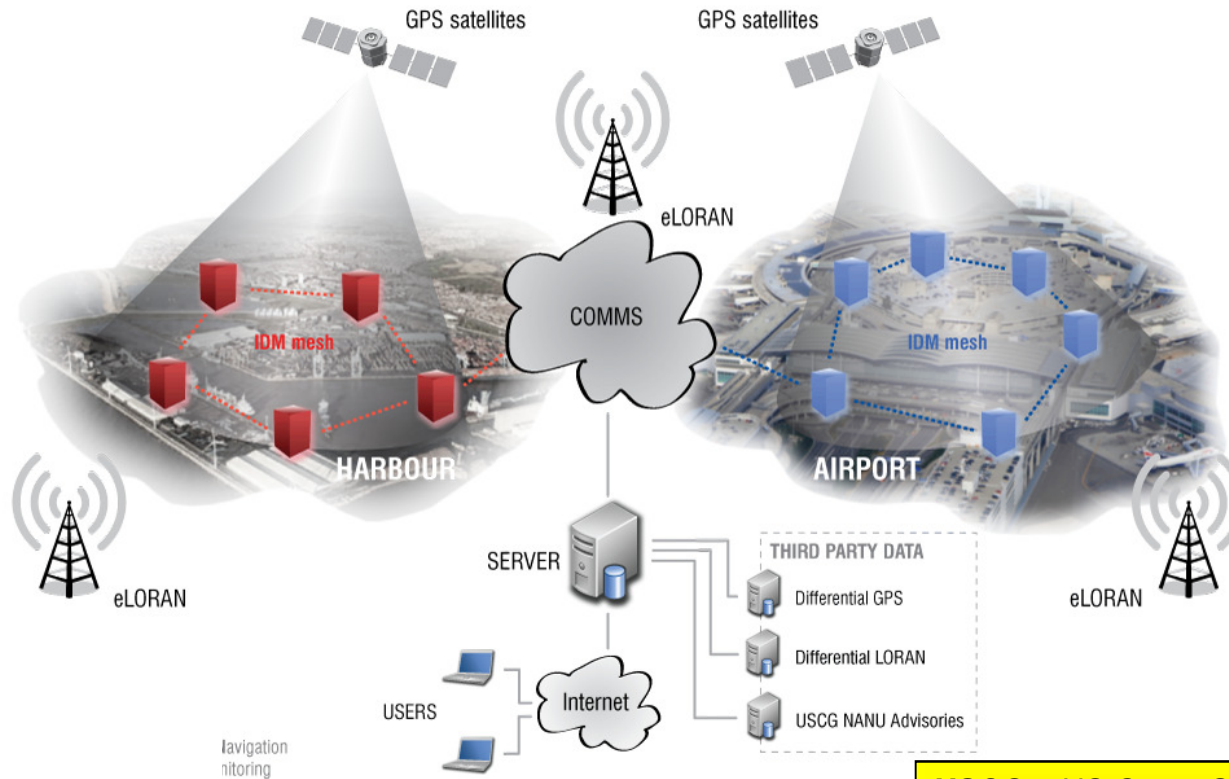 GPS satellites
GPS satellites
eLORAN
COMMS
IDM mesh
IDM mesh
HARBOUR
AIRPORT
SERVER
THIRD PARTY DATA
eLORAN
Differential GPS
eLORAN
Differential LORAN
Internet
USERS
USCG NANU Advisories